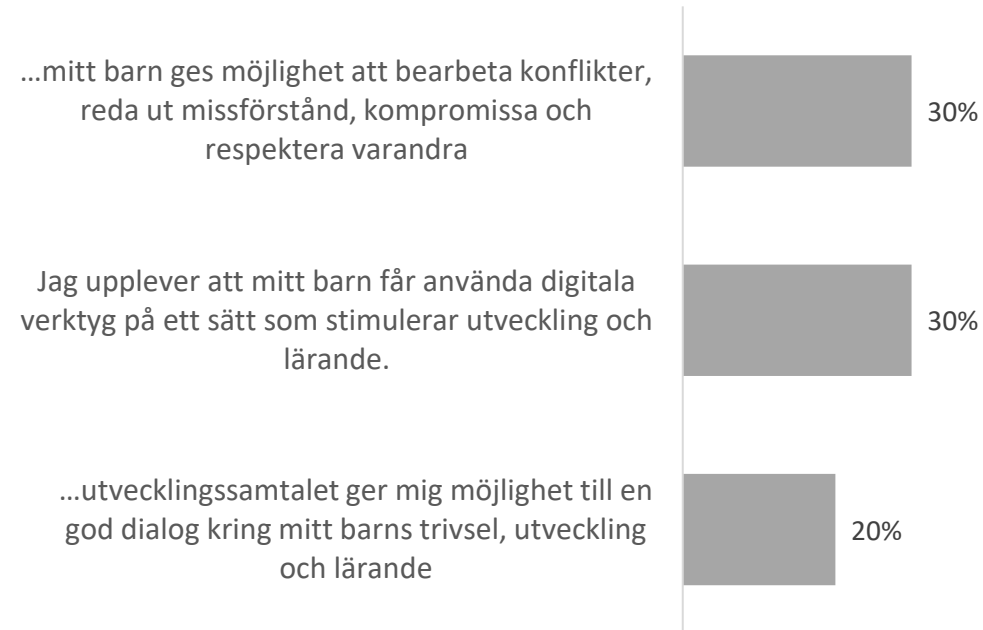 …mitt barn ges möjlighet att bearbeta konflikter,
reda ut missförstånd, kompromissa och
respektera varandra
30%
Jag upplever att mitt barn får använda digitala
verktyg på ett sätt som stimulerar utveckling och
lärande.
30%
…utvecklingssamtalet ger mig möjlighet till en
god dialog kring mitt barns trivsel, utveckling
och lärande
20%